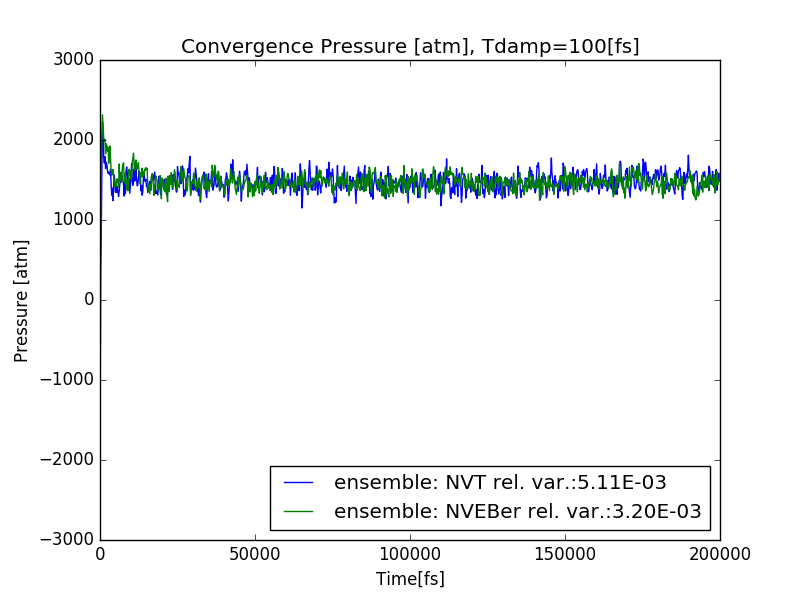 Convergence Pressure [atm], Tdamp=100[fs]
3000
2000
1000
0
−1000
−2000
−3000
Pressure [atm]
ensemble: NVT rel. var.:5.11E-03
ensemble: NVEBer rel. var.:3.20E-03
0 50000 100000 150000 200000
Time[fs]